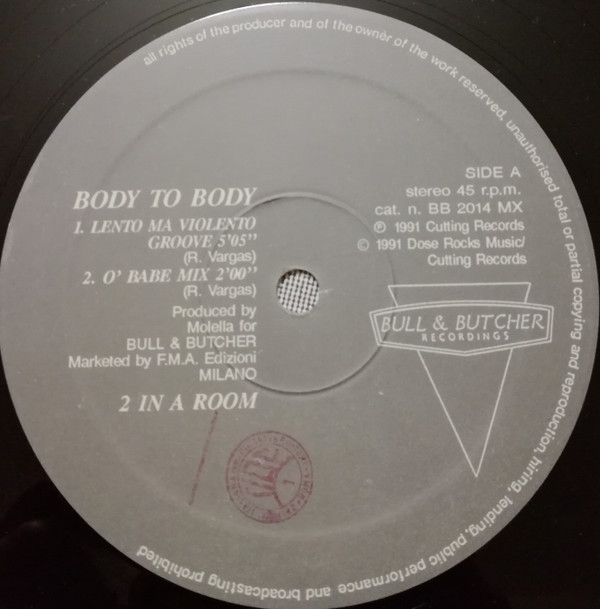 all rights of the producer and of the owner of the work reserved, unauthorised total or partial copying and reproduction, hiring, lending, public performance and broadcasting prohibited
BODY TO BODY
1. LENTO MA VIOLENTO
GROOVE 5'05"
(R. Vargas)
2. O' BABE MIX 2'00"
(R. Vargas)
Produced by
Molella for
BULL & BUTCHER
Marketed by F.M.A. Edizioni
MILANO
2 IN A ROOM
SIDE A
stereo 45 r.p.m.
cat. n. BB 2014 MX
℗ 1991 Cutting Records
© 1991 Dose Rocks Music/
Cutting Records
BULL & BUTCHER
RECORDINGS